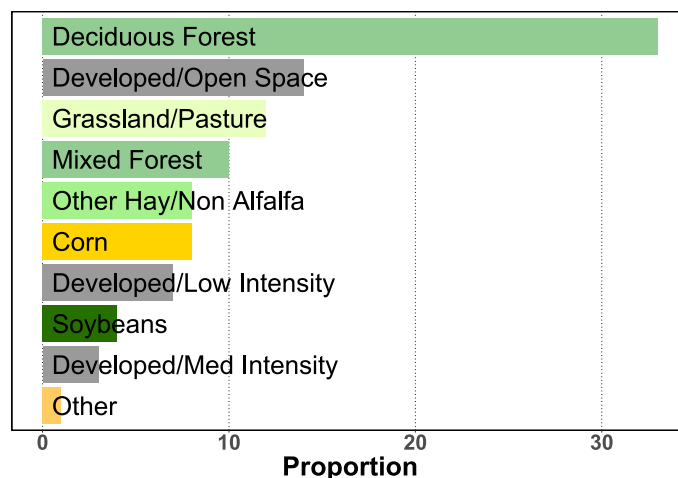 Deciduous Forest
Developed/Open Space
Grassland/Pasture
Mixed Forest
Other Hay/Non Alfalfa
Corn
Developed/Low Intensity
Soybeans
Developed/Med Intensity
Other
0 10 20 30
Proportion